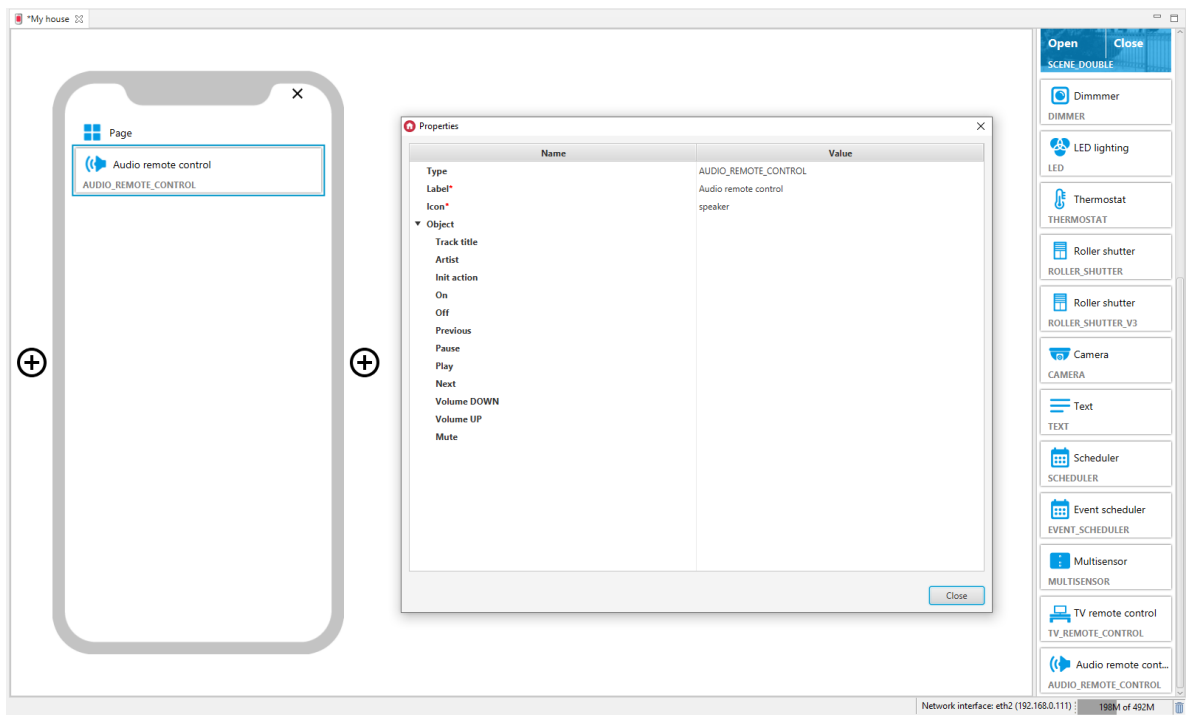 *My house
Page
Audio remote control
AUDIO_REMOTE_CONTROL
Properties
Name Value
Type AUDIO_REMOTE_CONTROL
Label* Audio remote control
Icon* speaker
Object
Track title
Artist
Init action
On
Off
Previous
Pause
Play
Next
Volume DOWN
Volume UP
Mute
Close
Open Close
SCENE_DOUBLE
Dimmmer
DIMMER
LED lighting
LED
Thermostat
THERMOSTAT
Roller shutter
ROLLER_SHUTTER
Roller shutter
ROLLER_SHUTTER_V3
Camera
CAMERA
Text
TEXT
Scheduler
SCHEDULER
Event scheduler
EVENT_SCHEDULER
Multisensor
MULTISENSOR
TV remote control
TV_REMOTE_CONTROL
Audio remote cont...
AUDIO_REMOTE_CONTROL
Network interface: eth2 (192.168.0.111) 198M of 492M